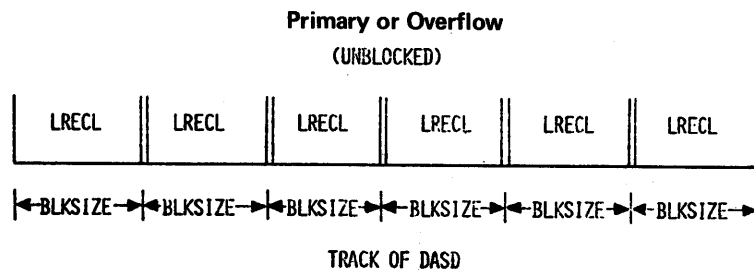 Primary or Overflow
(UNBLOCKED)
LRECL LRECL LRECL LRECL LRECL LRECL
BLKSIZE BLKSIZE BLKSIZE BLKSIZE BLKSIZE BLKSIZE
TRACK OF DASD